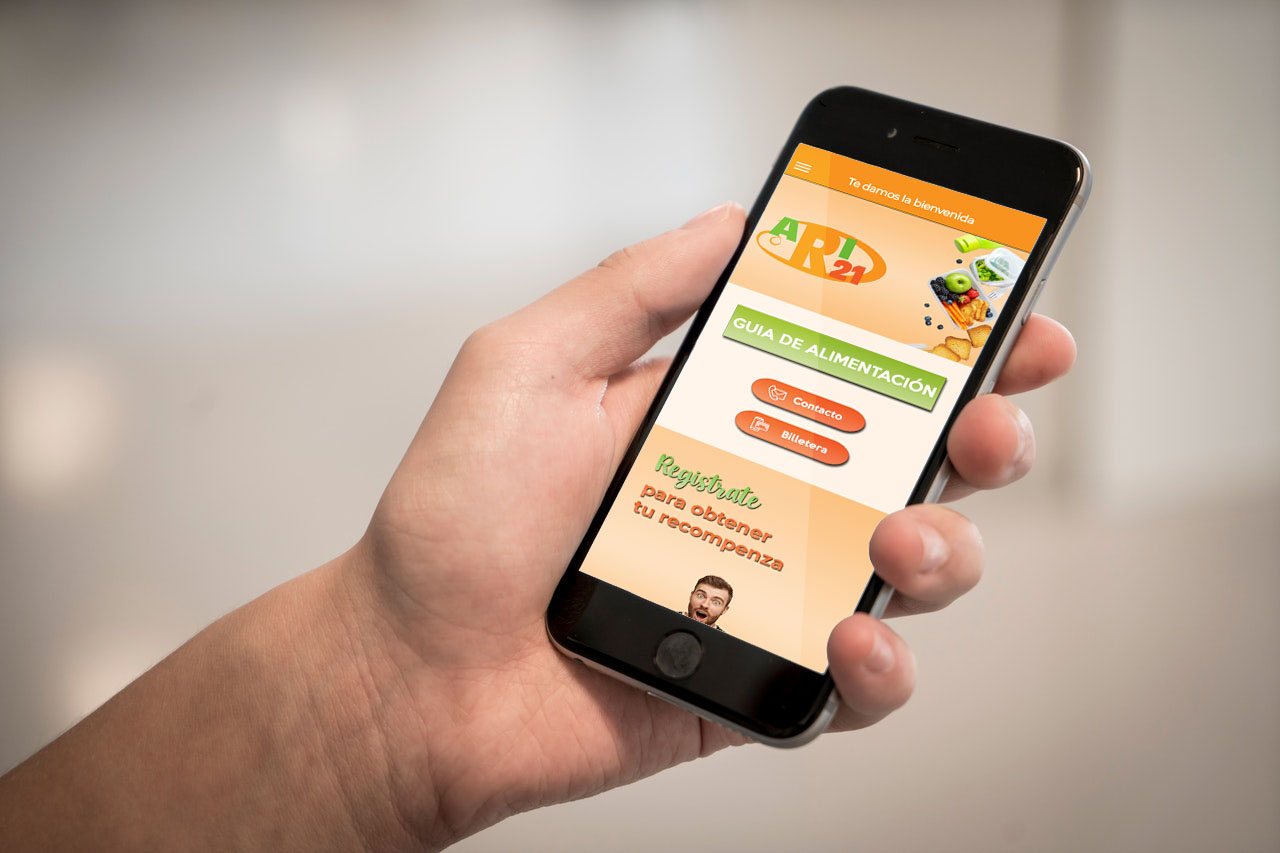 Te damos la bienvenida
ARI
21
GUIA DE ALIMENTACIÓN
Contacto
Billetera
Registrate
para obtener
tu recompenza